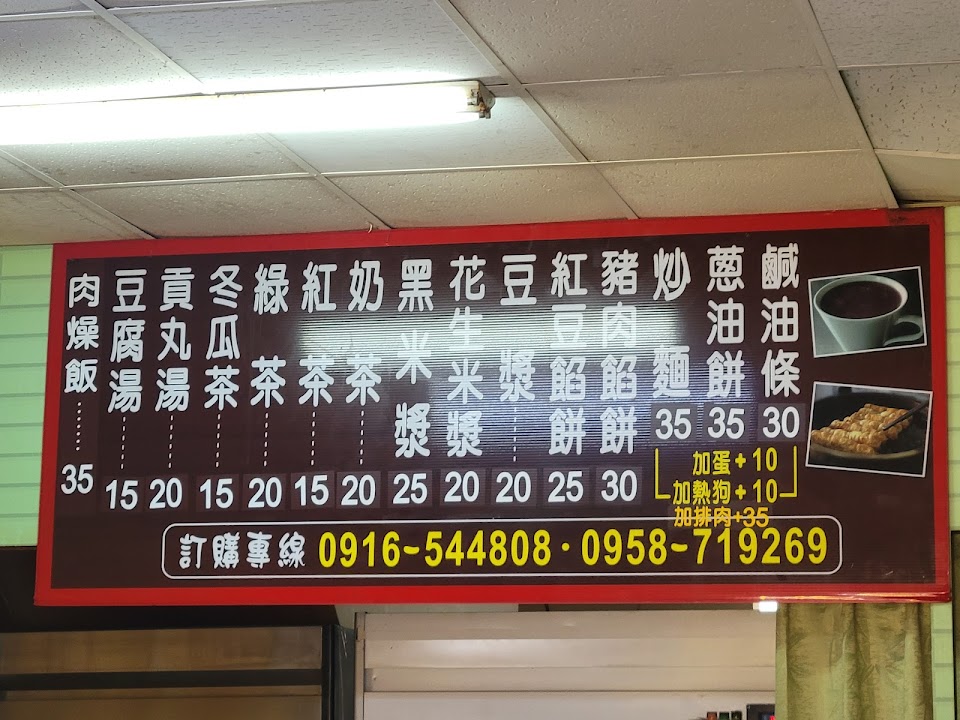 鹹油條 30
蔥油餅 35
炒麵 35
豬肉餡餅 30
紅豆餡餅 25
豆漿 20
花生米漿 20
黑米漿 25
奶茶 20
紅茶 15
綠茶 20
冬瓜茶 15
貢丸湯 20
豆腐湯 15
肉燥飯 35
加蛋+10
加熱狗+10
加排肉+35
訂購專線 0916-544808·0958-719269